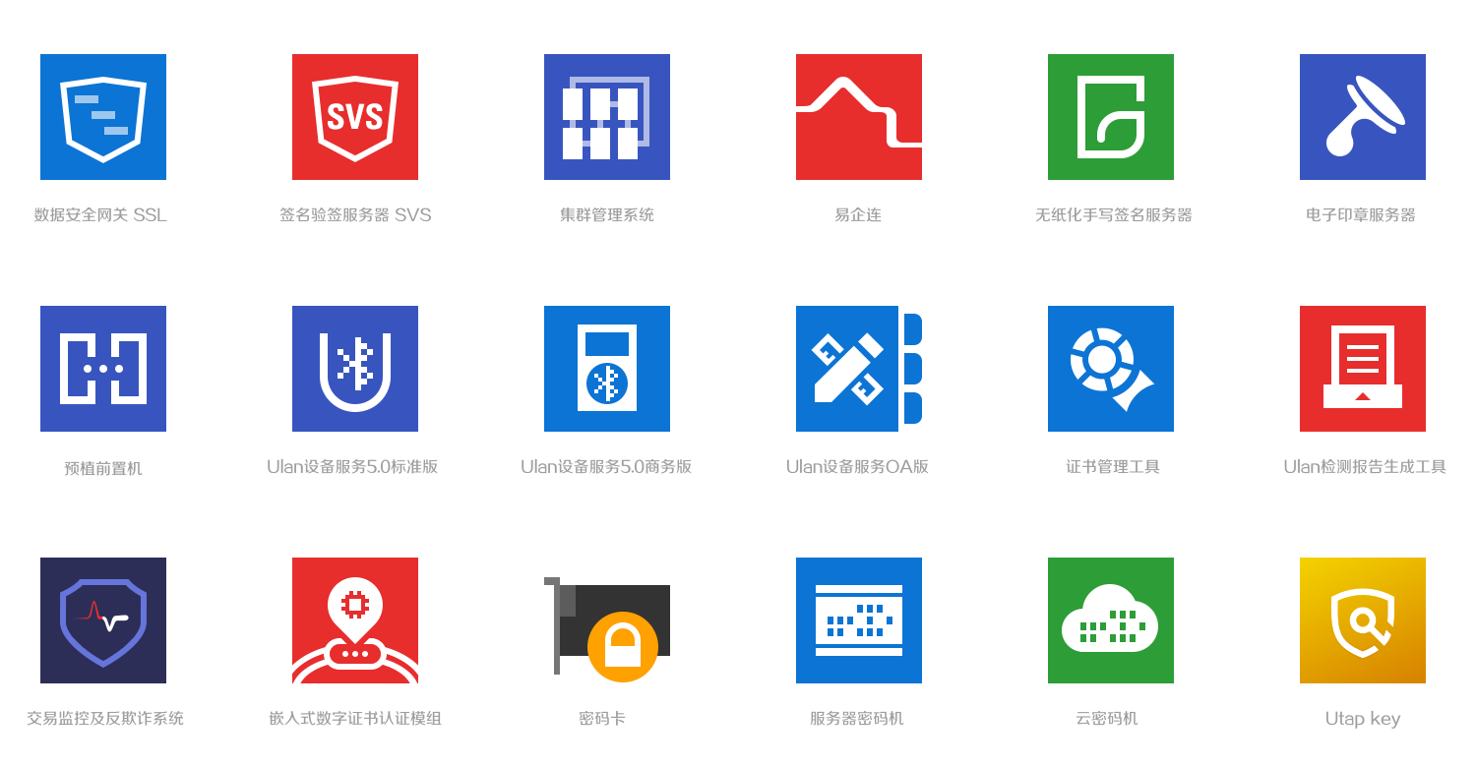 SVS
数据安全网关 SSL
签名验签服务器 SVS
集群管理系统
易企连
无纸化手写签名服务器
电子印章服务器
预植前置机
Ulan设备服务5.0标准版
Ulan设备服务5.0商务版
Ulan设备服务OA版
证书管理工具
Ulan检测报告生成工具
交易监控及反欺诈系统
嵌入式数字证书认证模组
密码卡
服务器密码机
云密码机
Utap key